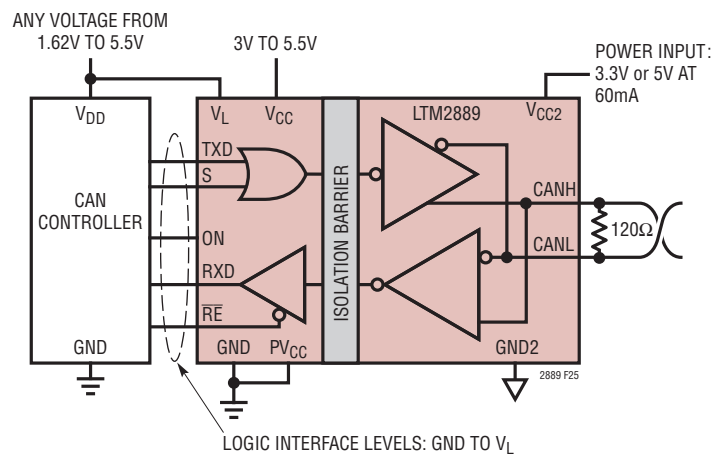 ANY VOLTAGE FROM
1.62V TO 5.5V
3V TO 5.5V
POWER INPUT:
3.3V or 5V AT
60mA
VDD
VL
VCC
LTM2889
VCC2
TXD
S
CAN
CONTROLLER
ON
RXD
RE
ISOLATION BARRIER
CANH
120Ω
CANL
GND
GND
PVCC
GND2
2889 F25
LOGIC INTERFACE LEVELS: GND TO VL